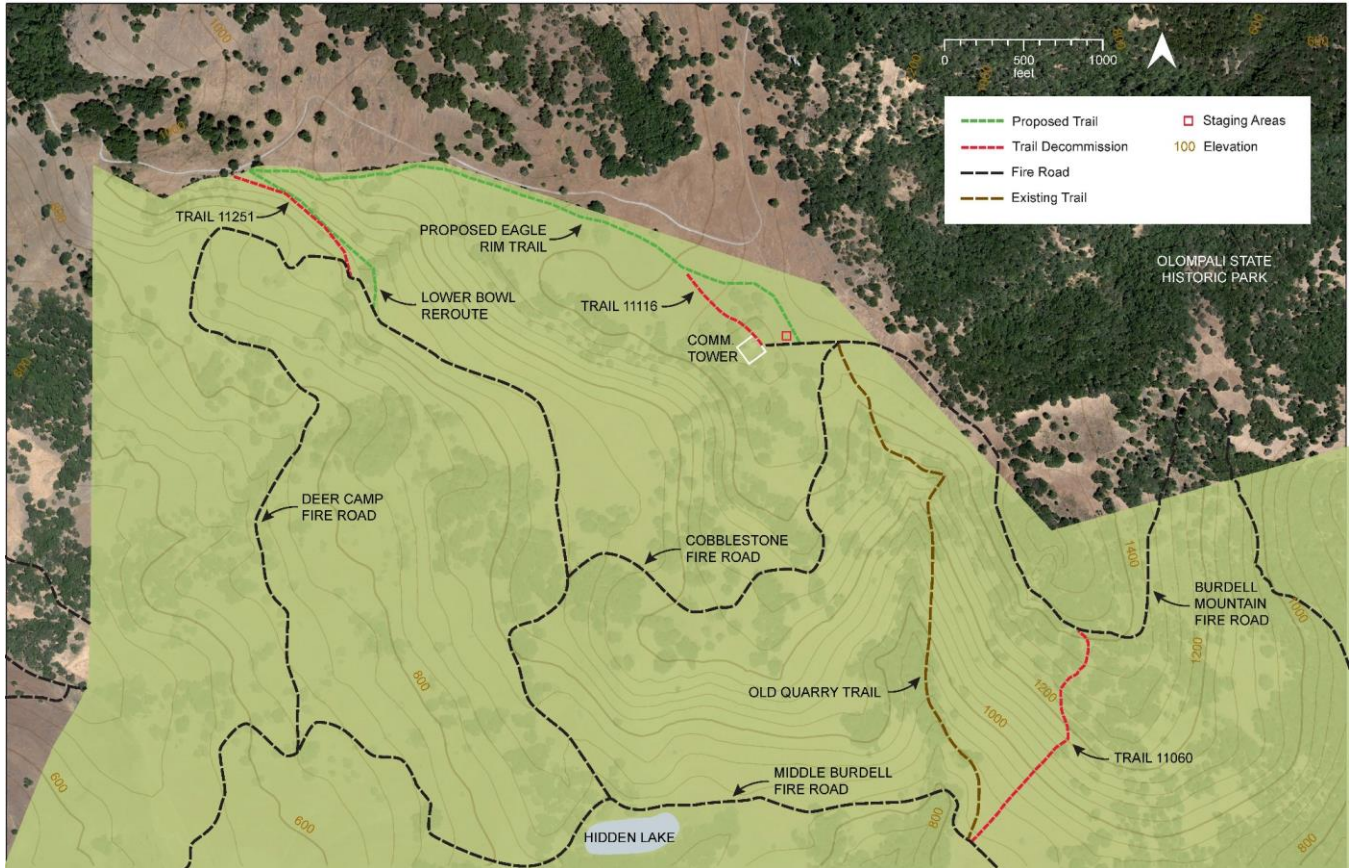 0
500
1000
feet
Proposed Trail
Staging Areas
Trail Decommission
100 Elevation
Fire Road
Existing Trail
TRAIL 11251
PROPOSED EAGLE
RIM TRAIL
OLOMPALI STATE
HISTORIC PARK
LOWER BOWL
REROUTE
TRAIL 11116
COMM.
TOWER
DEER CAMP
FIRE ROAD
COBBLESTONE
FIRE ROAD
1400
BURDELL
MOUNTAIN
FIRE ROAD
1000
1200
800
OLD QUARRY TRAIL
1200
1000
TRAIL 11060
MIDDLE BURDELL
FIRE ROAD
600
600
800
HIDDEN LAKE
800